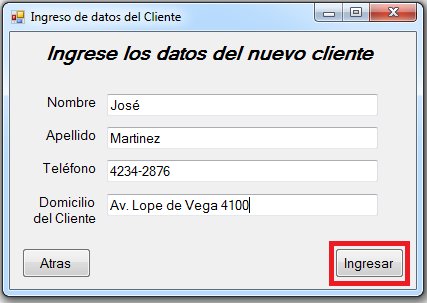 Ingreso de datos del Cliente
Ingrese los datos del nuevo cliente
Nombre
José
Apellido
Martinez
Teléfono
4234-2876
Domicilio
del Cliente
Av. Lope de Vega 4100
Atras
Ingresar